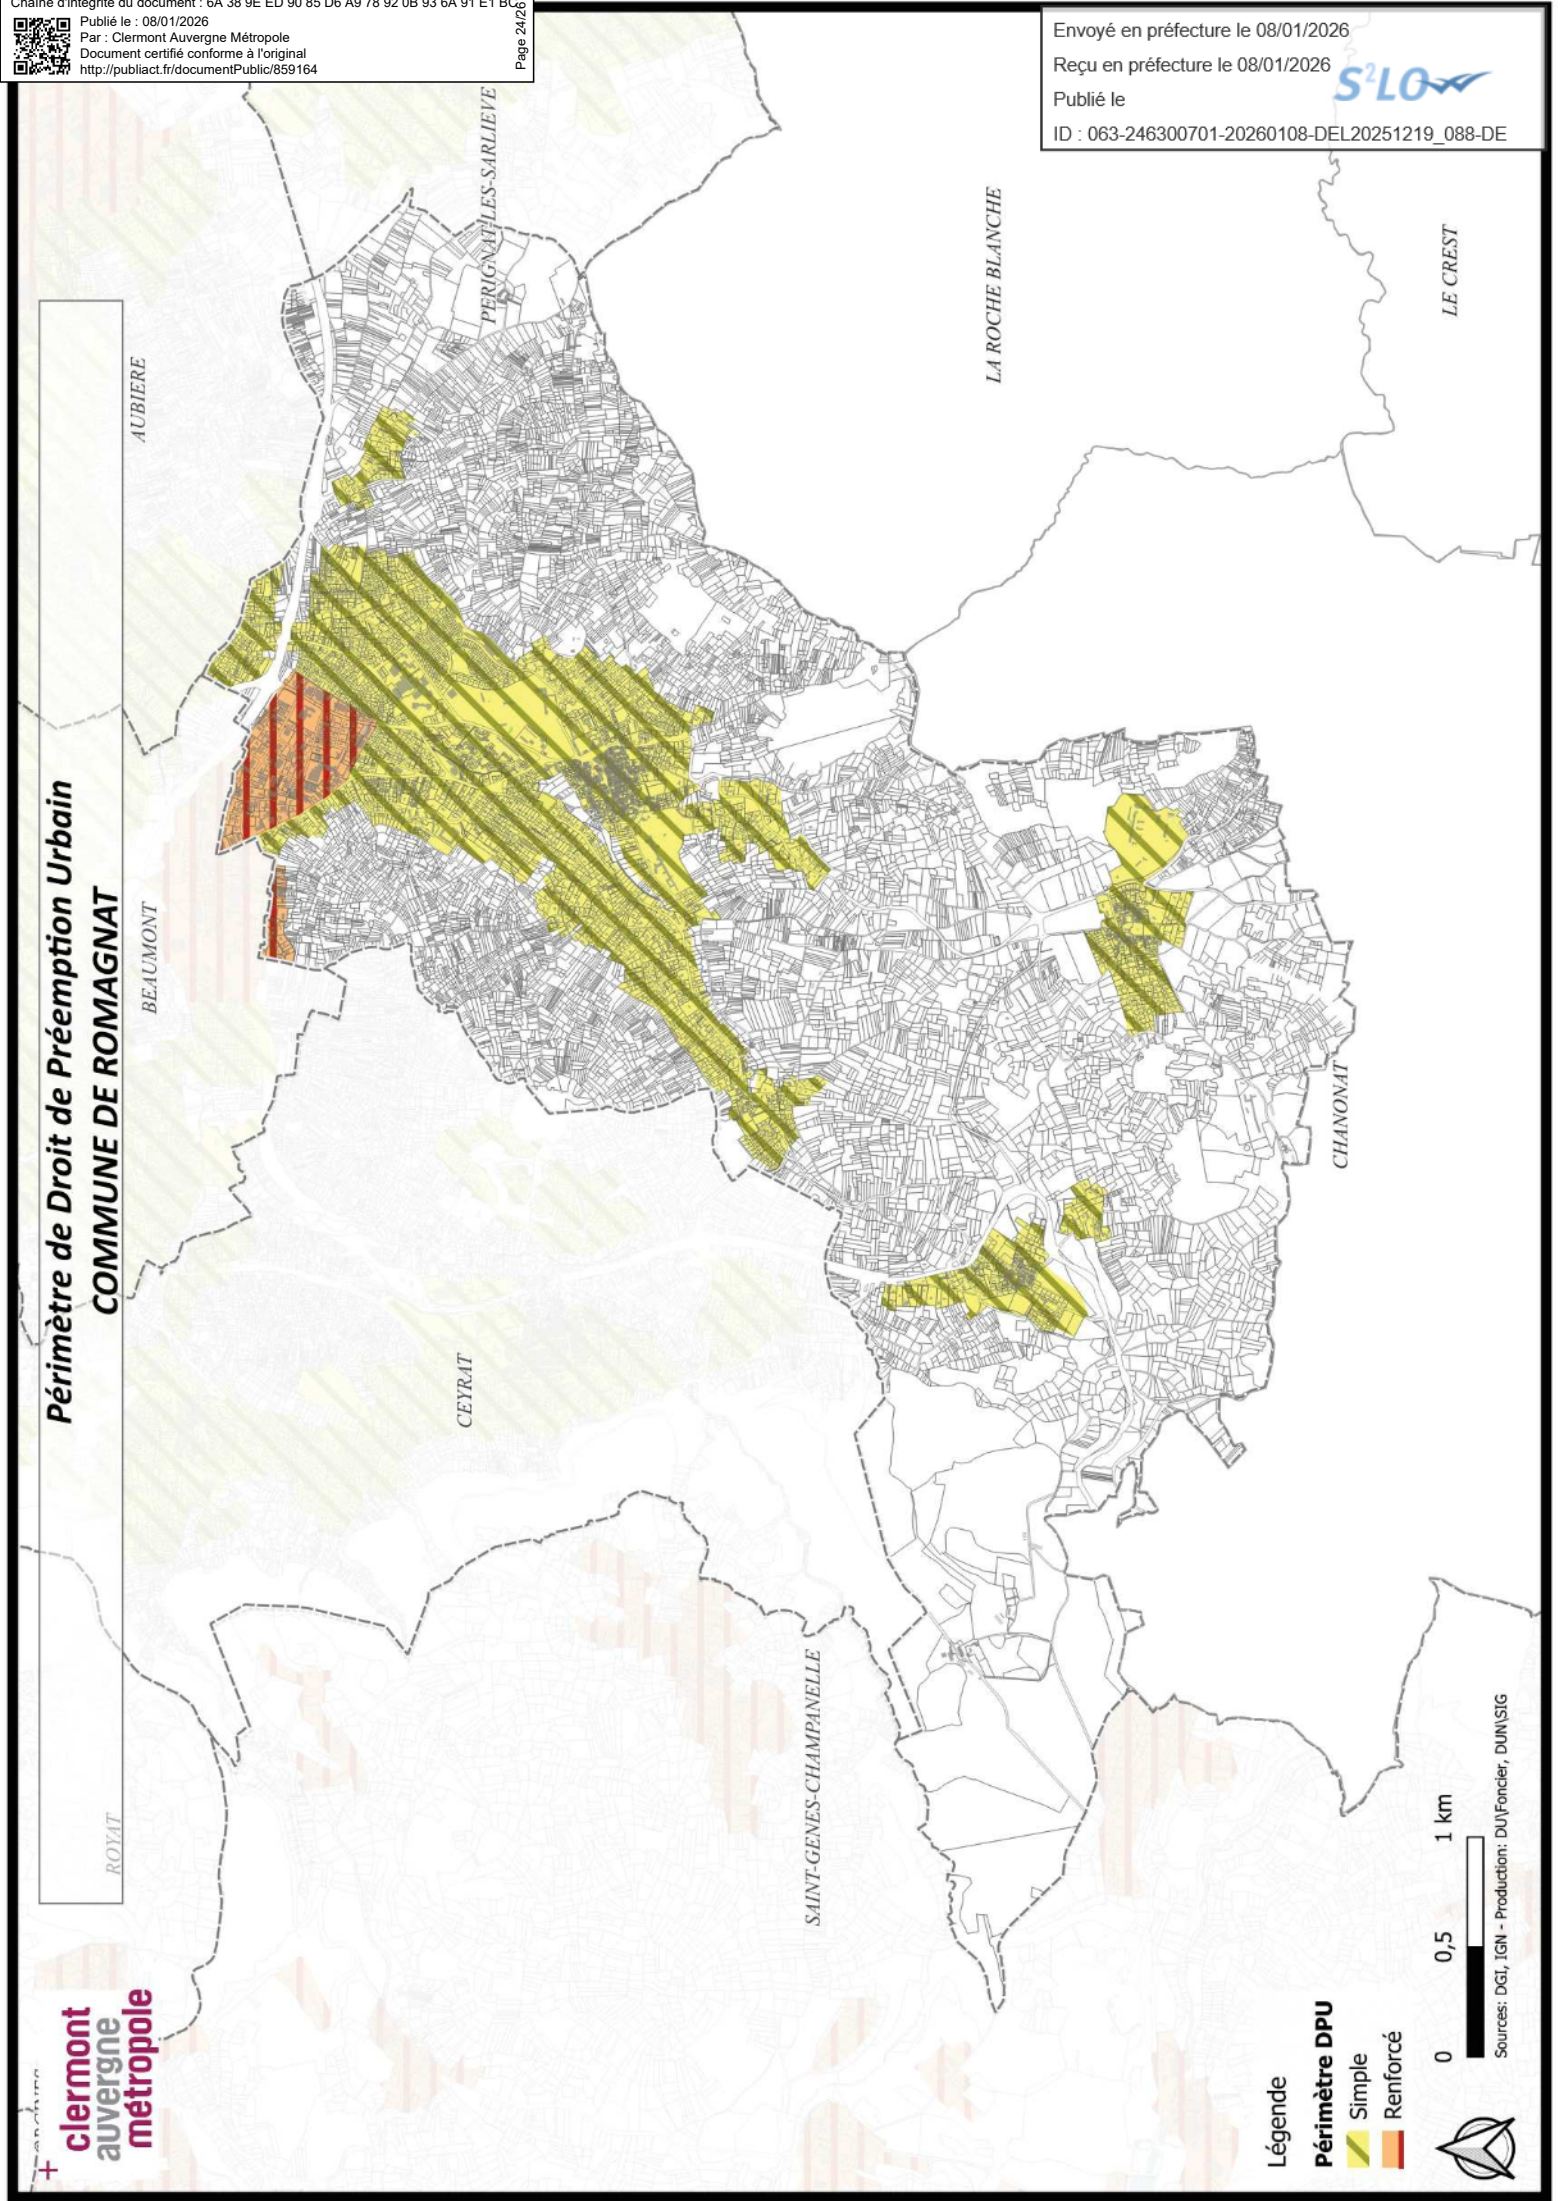 Chaîne d'intégrité du document : 6A 38 9E ED 90 85 D6 A9 78 92 0B 93 6A 91 E1 BC
Publié le : 08/01/2026
Par : Clermont Auvergne Métropole
Document certifié conforme à l'original
http://publiact.fr/documentPublic/859164
Page 24/26
Envoyé en préfecture le 08/01/2026
Reçu en préfecture le 08/01/2026
Publié le
S²LOW
ID : 063-246300701-20260108-DEL20251219_088-DE
Périmètre de Droit de Préemption Urbain
COMMUNE DE ROMAGNAT
clermont
auvergne
métropole
ROYAT
BEAUMONT
AUBIERE
CEYRAT
PERIGNAT-LES-SARLIEVE
SAINT-GENES-CHAMPANELLE
LA ROCHE BLANCHE
CHANONAT
LE CREST
Légende
Périmètre DPU
Simple
Renforcé
0 0,5 1 km
Sources: DGI, IGN - Production: DU\Foncier, DUN\SIG